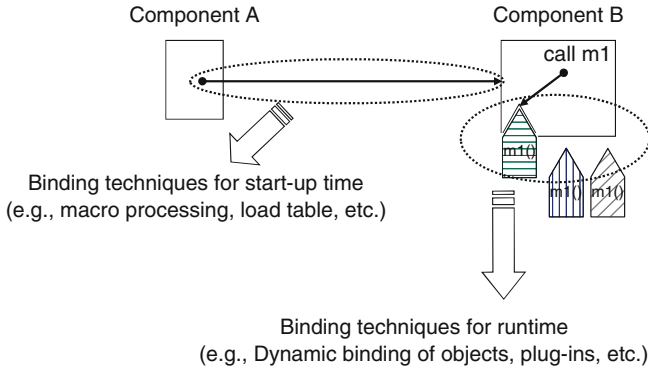 Component A
Component B
call m1
m1()
m1()
m1()
Binding techniques for start-up time
(e.g., macro processing, load table, etc.)
Binding techniques for runtime
(e.g., Dynamic binding of objects, plug-ins, etc.)